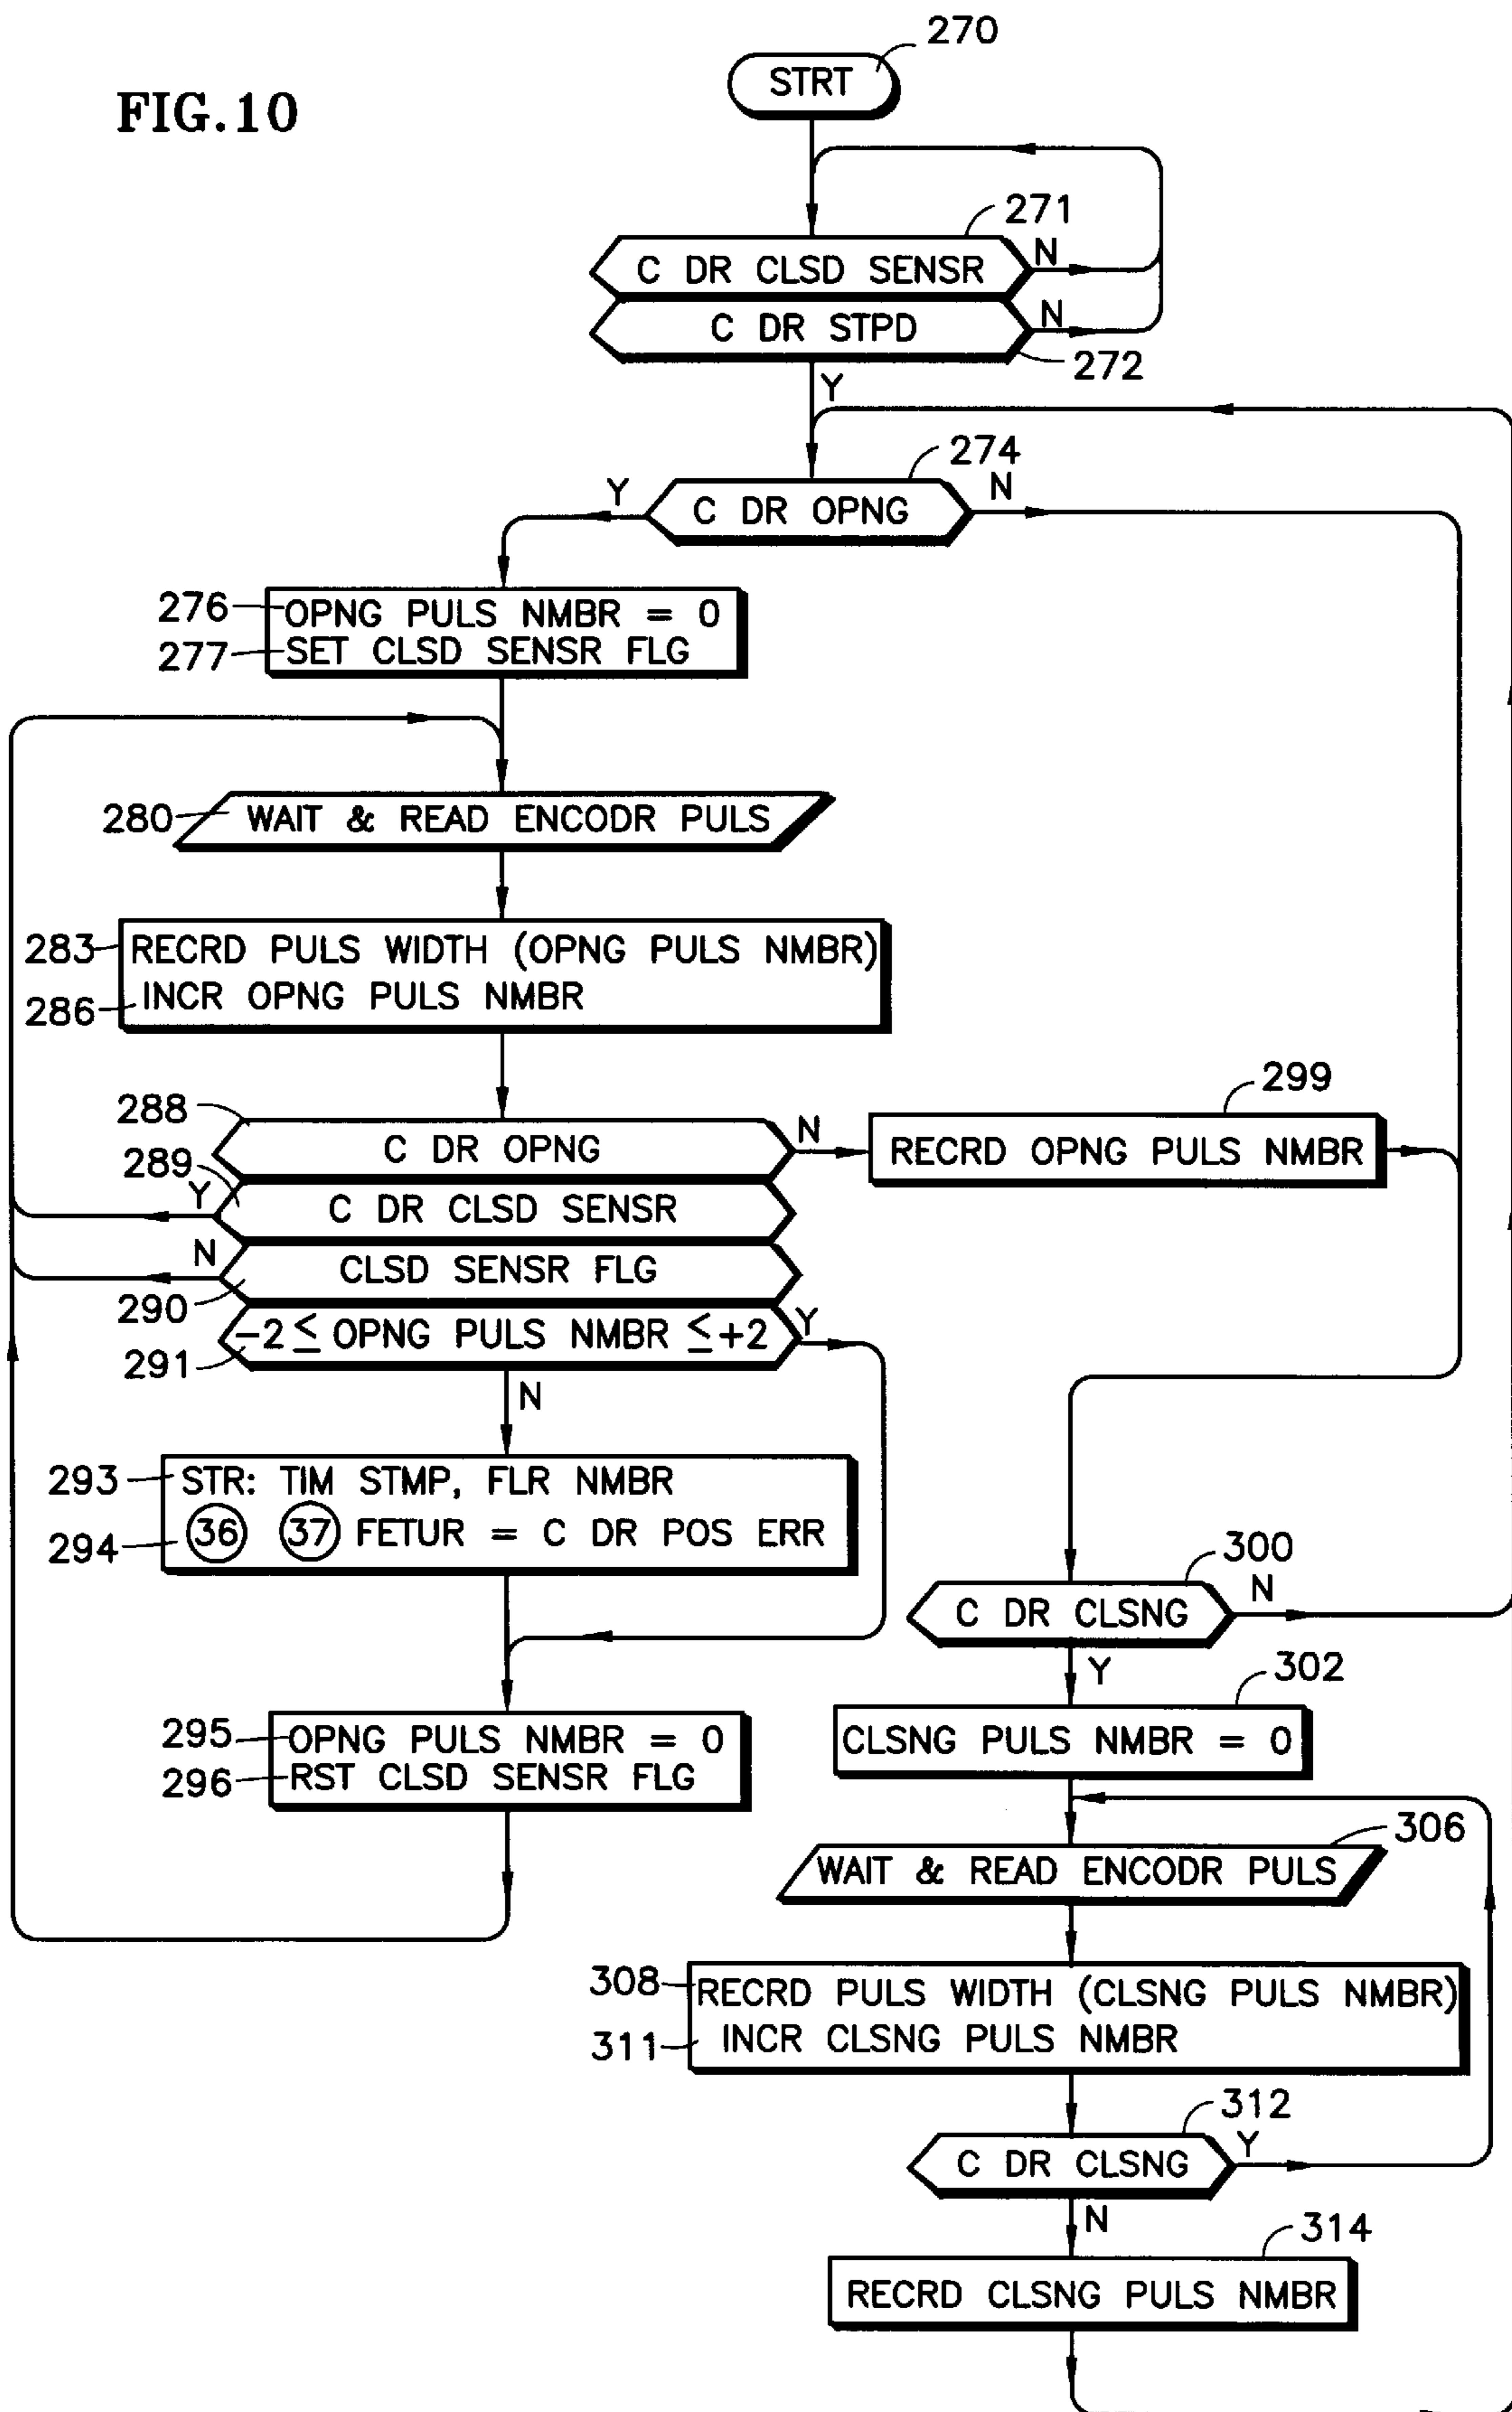 FIG.10
270
STRT
271
C DR CLSD SENSR
N
C DR STPD
N
272
Y
274
Y
C DR OPNG
N
276
OPNG PULS NMBR = 0
277
SET CLSD SENSR FLG
280
WAIT & READ ENCODR PULS
283
RECRD PULS WIDTH (OPNG PULS NMBR)
286
INCR OPNG PULS NMBR
288
C DR OPNG
N
299
RECRD OPNG PULS NMBR
289
Y
C DR CLSD SENSR
N
CLSD SENSR FLG
290
-2 ≤ OPNG PULS NMBR ≤ +2
Y
291
N
293
STR: TIM STMP, FLR NMBR
294
36 37 FETUR = C DR POS ERR
295
OPNG PULS NMBR = 0
296
RST CLSD SENSR FLG
300
C DR CLSNG
N
Y
302
CLSNG PULS NMBR = 0
306
WAIT & READ ENCODR PULS
308
RECRD PULS WIDTH (CLSNG PULS NMBR)
311
INCR CLSNG PULS NMBR
312
C DR CLSNG
Y
N
314
RECRD CLSNG PULS NMBR